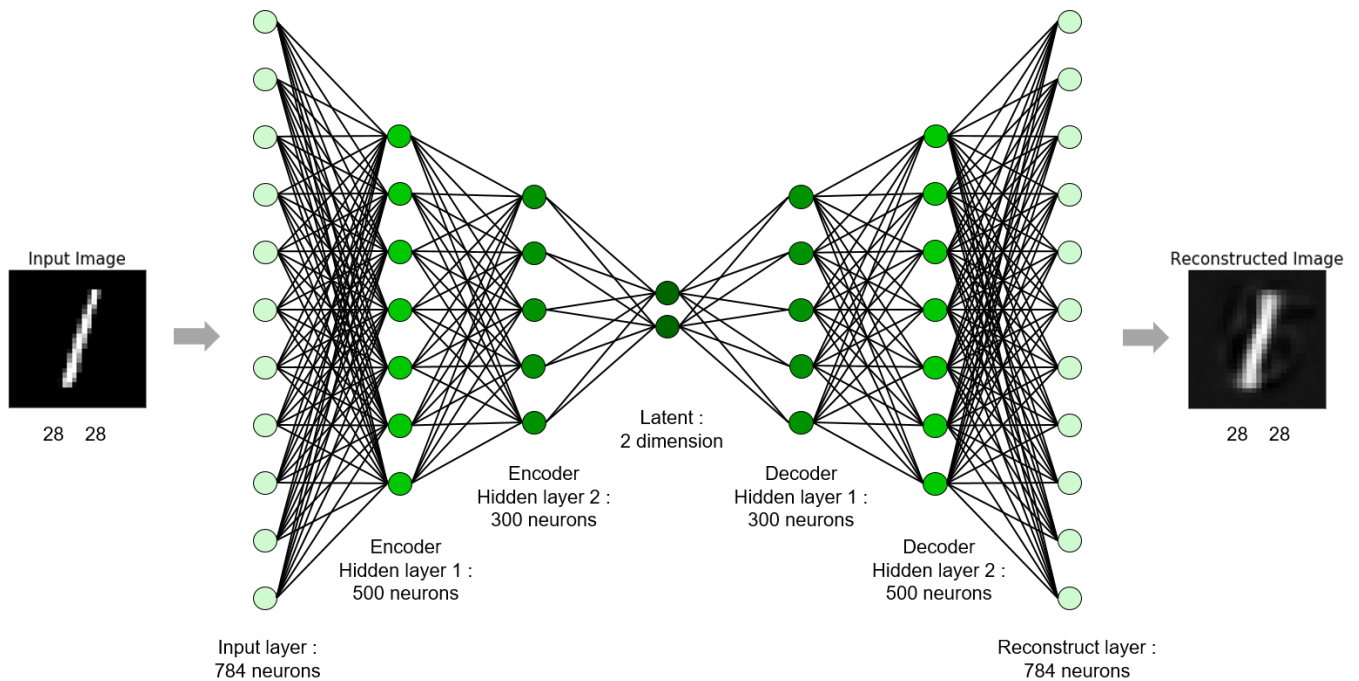 Input Image
28 28
Input layer :
784 neurons
Encoder
Hidden layer 1 :
500 neurons
Encoder
Hidden layer 2 :
300 neurons
Latent :
2 dimension
Decoder
Hidden layer 1 :
300 neurons
Decoder
Hidden layer 2 :
500 neurons
Reconstruct layer :
784 neurons
Reconstructed Image
28 28